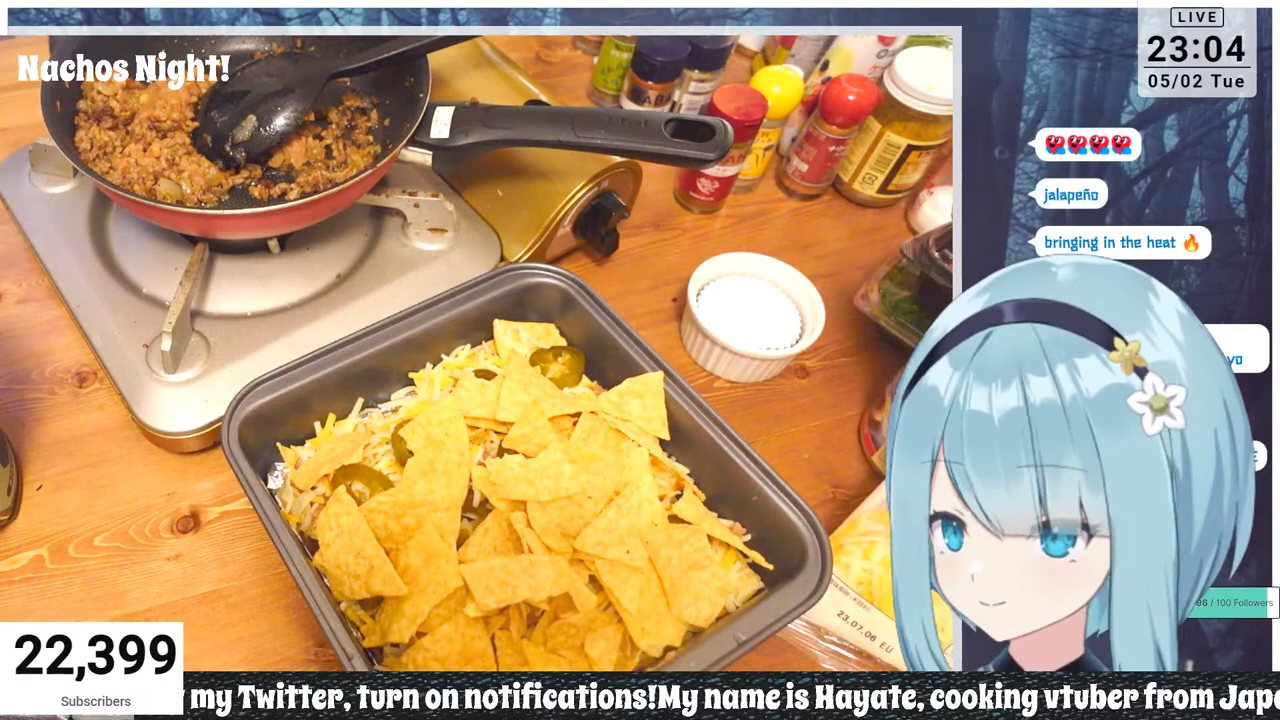 Nachos Night!
LIVE
23:04
05/02 Tue
jalapeño
bringing in the heat 🔥
23.07.06 EU
/ 100 Followers
22,399
Subscribers
my Twitter, turn on notifications!My name is Hayate, cooking vtuber from